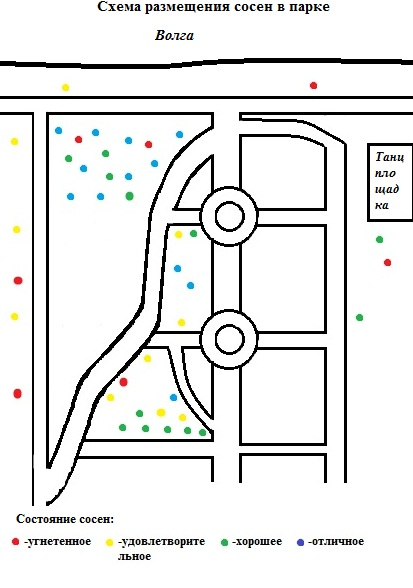 Схема размещения сосен в парке
Волга
Танц
пло
щад
ка
Состояние сосен:
-угнетенное -удовлетворите -хорошее -отличное
льное